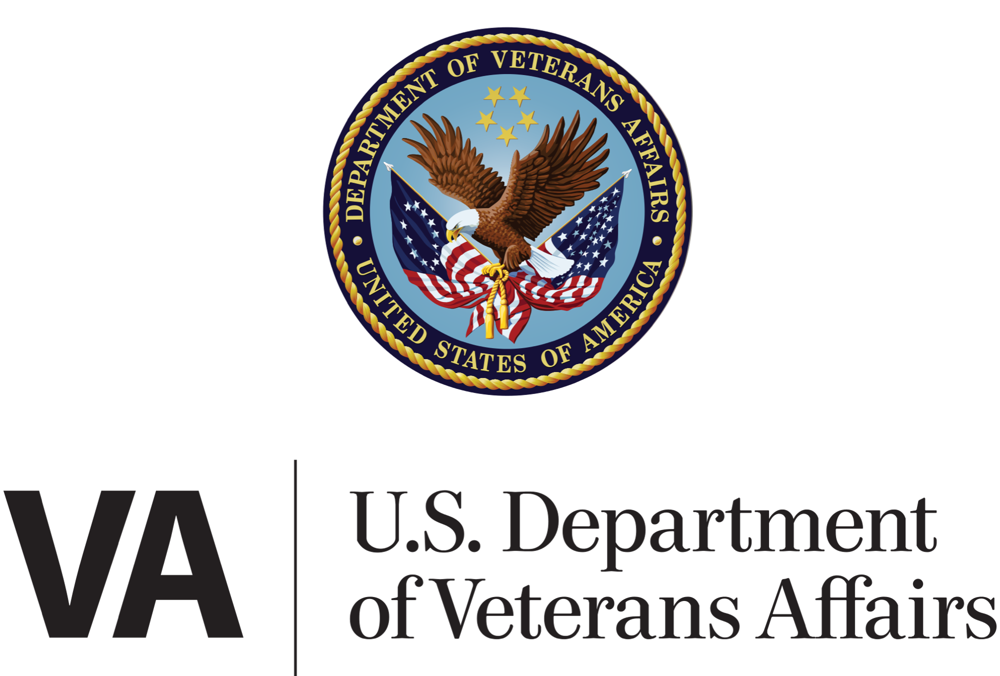 DEPARTMENT OF VETERANS AFFAIRS
UNITED STATES OF AMERICA
VA
U.S. Department
of Veterans Affairs